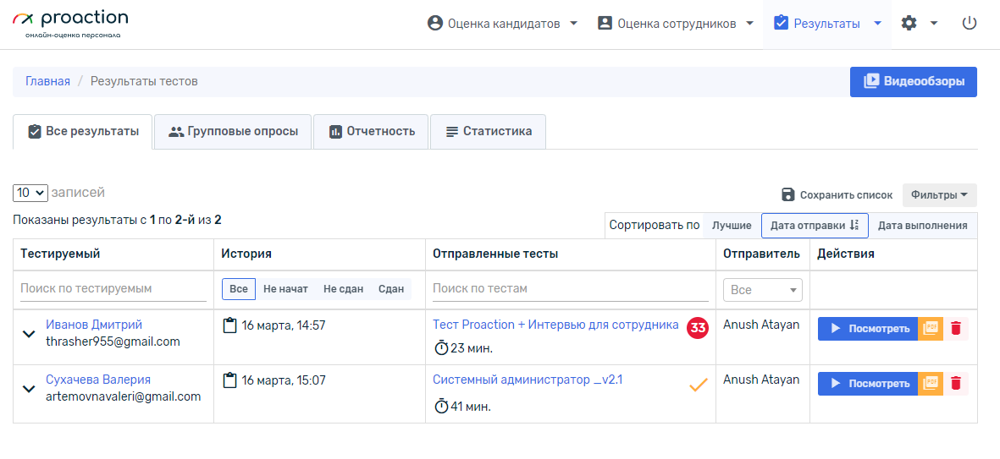 proaction
онлайн-оценка персонала
Оценка кандидатов
Оценка сотрудников
Результаты
Главная / Результаты тестов
Видеообзоры
Все результаты
Групповые опросы
Отчетность
Статистика
10 записей
Сохранить список
Фильтры
Показаны результаты с 1 по 2-й из 2
Сортировать по Лучшие Дата отправки Дата выполнения
Тестируемый История Отправленные тесты Отправитель Действия
Поиск по тестируемым Все Не начат Не сдан Сдан Поиск по тестам Все
Иванов Дмитрий
thrasher955@gmail.com
16 марта, 14:57
Тест Proaction + Интервью для сотрудника
33
23 мин.
Anush Atayan
Посмотреть PDF
Сухачева Валерия
artemovnavaleri@gmail.com
16 марта, 15:07
Системный администратор _v2.1
41 мин.
Anush Atayan
Посмотреть PDF